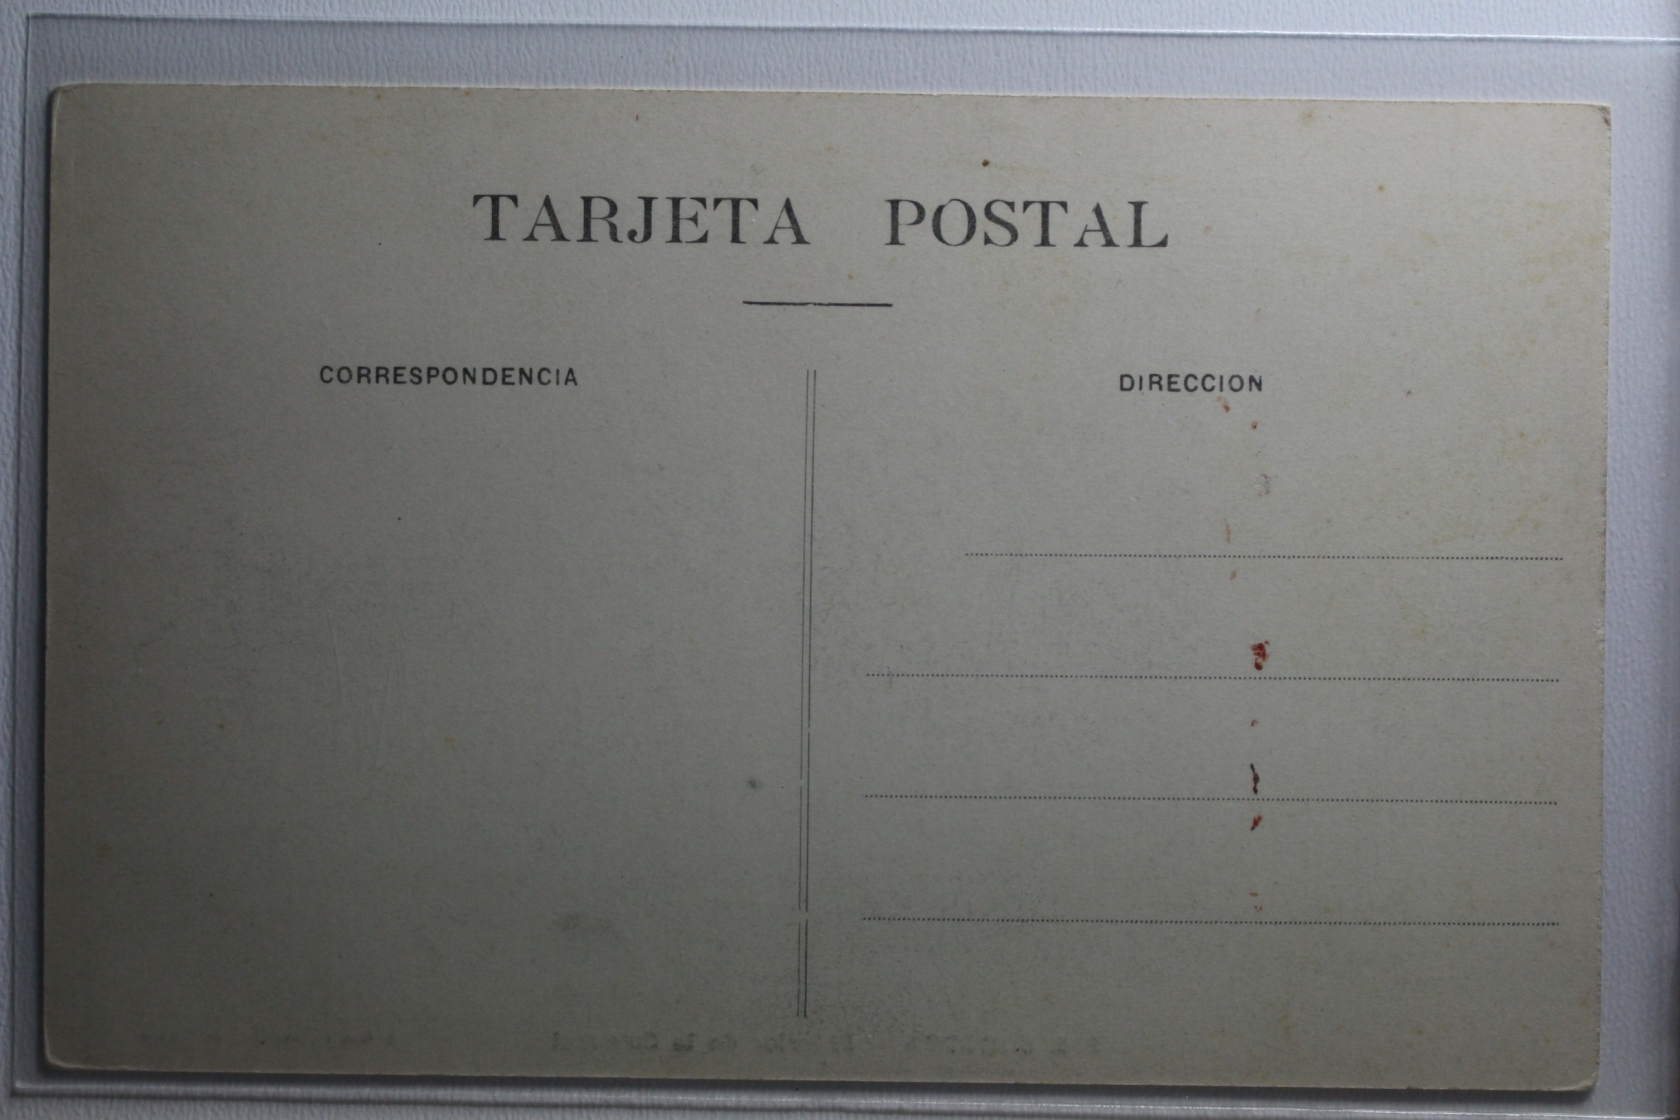 TARJETA POSTAL
CORRESPONDENCIA
DIRECCION